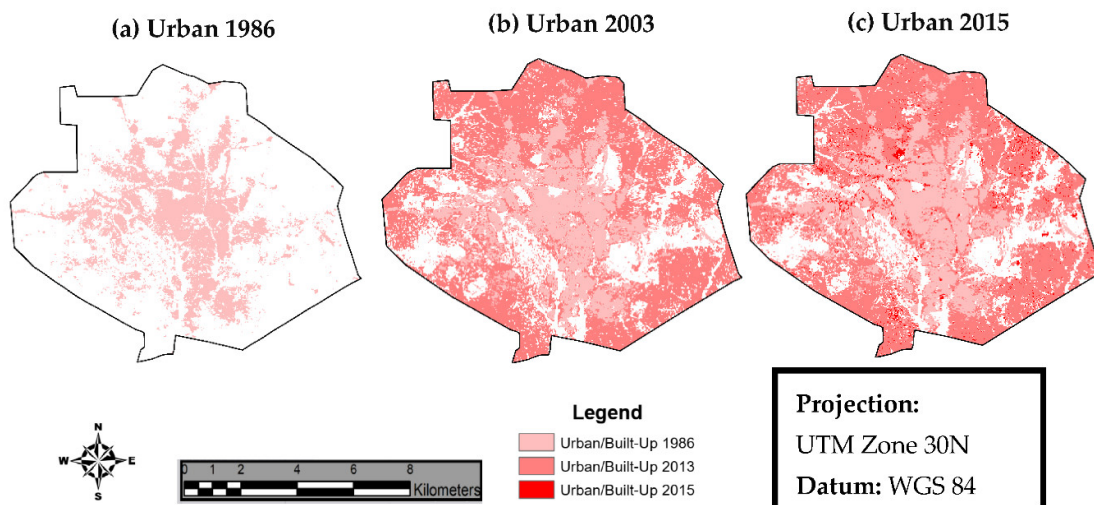 (a) Urban 1986
(b) Urban 2003
(c) Urban 2015
N
W E
S
0 1 2 4 6 8
Kilometers
Legend
Urban/Built-Up 1986
Urban/Built-Up 2013
Urban/Built-Up 2015
Projection:
UTM Zone 30N
Datum: WGS 84